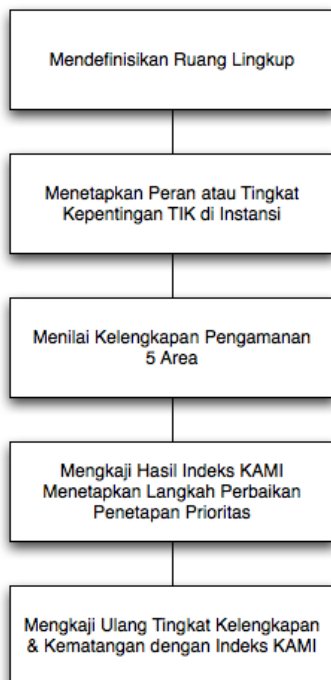 Mendefinisikan Ruang Lingkup
Menetapkan Peran atau Tingkat
Kepentingan TIK di Instansi
Menilai Kelengkapan Pengamanan
5 Area
Mengkaji Hasil Indeks KAMI
Menetapkan Langkah Perbaikan
Penetapan Prioritas
Mengkaji Ulang Tingkat Kelengkapan
& Kematangan dengan Indeks KAMI